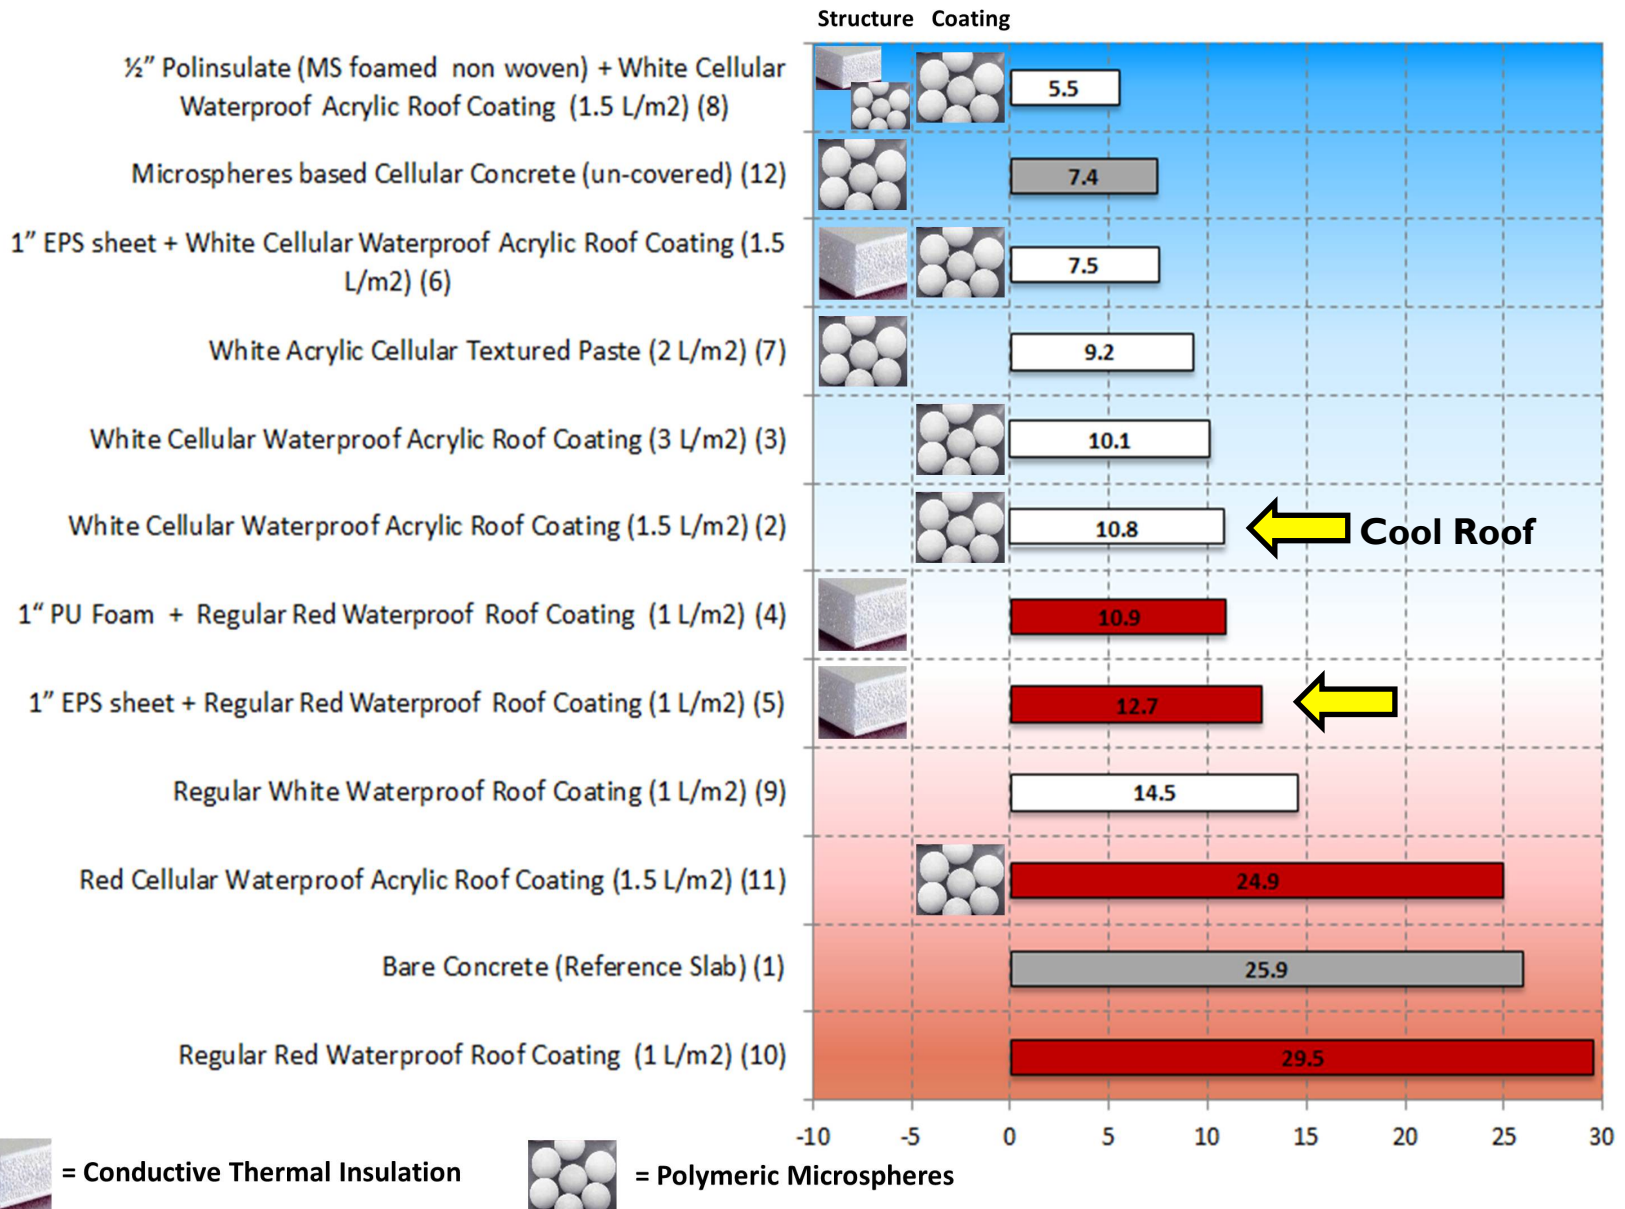 Structure Coating
½” Polinsulate (MS foamed non woven) + White Cellular
Waterproof Acrylic Roof Coating (1.5 L/m2) (8)
5.5
Microspheres based Cellular Concrete (un-covered) (12)
7.4
1” EPS sheet + White Cellular Waterproof Acrylic Roof Coating (1.5
L/m2) (6)
7.5
White Acrylic Cellular Textured Paste (2 L/m2) (7)
9.2
White Cellular Waterproof Acrylic Roof Coating (3 L/m2) (3)
10.1
White Cellular Waterproof Acrylic Roof Coating (1.5 L/m2) (2)
10.8
Cool Roof
1“ PU Foam + Regular Red Waterproof Roof Coating (1 L/m2) (4)
10.9
1” EPS sheet + Regular Red Waterproof Roof Coating (1 L/m2) (5)
12.7
Regular White Waterproof Roof Coating (1 L/m2) (9)
14.5
Red Cellular Waterproof Acrylic Roof Coating (1.5 L/m2) (11)
24.9
Bare Concrete (Reference Slab) (1)
25.9
Regular Red Waterproof Roof Coating (1 L/m2) (10)
29.5
-10 -5 0 5 10 15 20 25 30
= Conductive Thermal Insulation
= Polymeric Microspheres